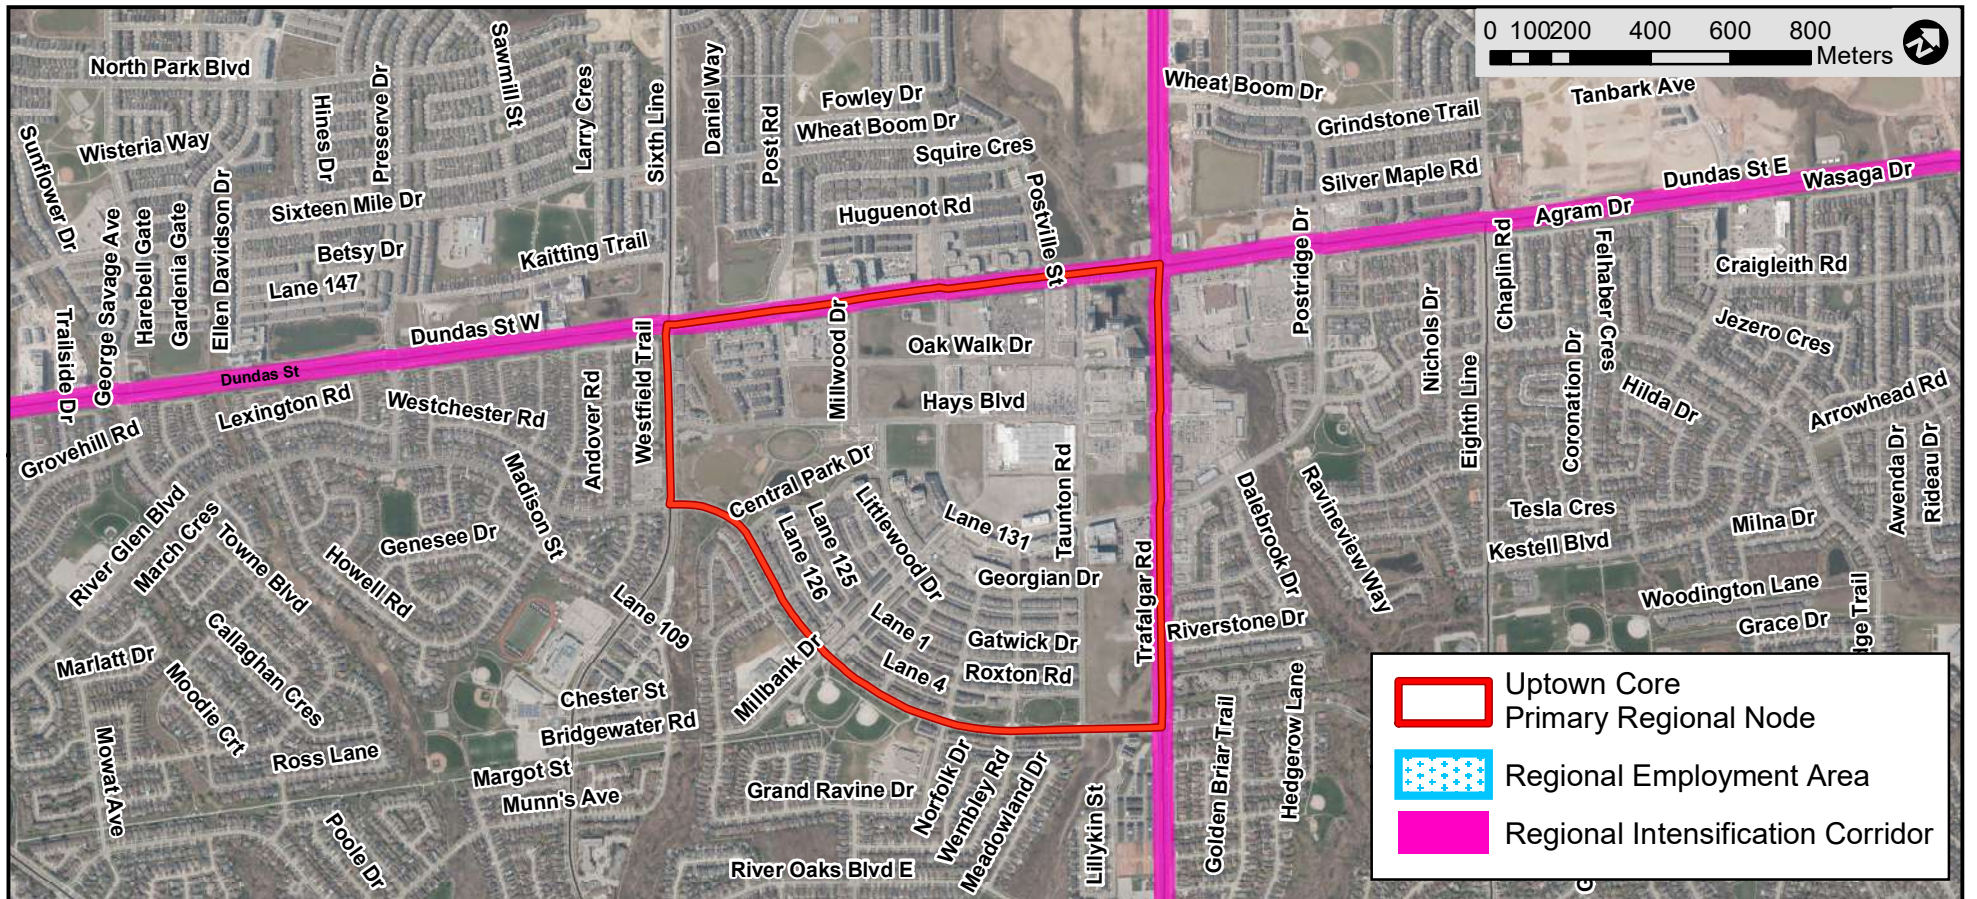 0 100 200 400 600 800
Meters
North Park Blvd
Sawmill St
Preserve Dr
Hines Dr
Larry Cres
Sixth Line
Daniel Way
Post Rd
Fowley Dr
Wheat Boom Dr
Squire Cres
Wheat Boom Dr
Grindstone Trail
Tanbark Ave
Sunflower Dr
Wisteria Way
Sixteen Mile Dr
Huguenot Rd
Postville St
Silver Maple Rd
Dundas St E
Wasaga Dr
Agram Dr
George Savage Ave
Harebell Gate
Gardenia Gate
Ellen Davidson Dr
Betsy Dr
Kaitting Trail
Lane 147
Postridge Dr
Chaplin Rd
Felhaber Cres
Craigleith Rd
Trailside Dr
Dundas St W
Dundas St
Westfield Trail
Millwood Dr
Oak Walk Dr
Nichols Dr
Jezero Cres
Lexington Rd
Westchester Rd
Andover Rd
Hays Blvd
Eighth Line
Coronation Dr
Hilda Dr
Arrowhead Rd
Grovehill Rd
Madison St
Central Park Dr
Littlewood Dr
Taunton Rd
Dalebrook Dr
Ravineview Way
Tesla Cres
Milna Dr
Awenda Dr
Rideau Dr
River Glen Blvd
March Cres
Towne Blvd
Howell Rd
Genesee Dr
Lane 126
Lane 125
Lane 131
Kestell Blvd
Lane 109
Lane 1
Georgian Dr
Trafalgar Rd
Woodington Lane
Grace Dr
dge Trail
Marlatt Dr
Callaghan Cres
Moodie Crt
Millbank Dr
Lane 4
Gatwick Dr
Roxton Rd
Riverstone Dr
Chester St
Bridgewater Rd
Golden Briar Trail
Hedgerow Lane
Mowat Ave
Ross Lane
Margot St
Munn's Ave
Grand Ravine Dr
Norfolk Dr
Wembley Rd
Meadowland Dr
Lillykin St
Poole Dr
River Oaks Blvd E
Uptown Core
Primary Regional Node
Regional Employment Area
Regional Intensification Corridor